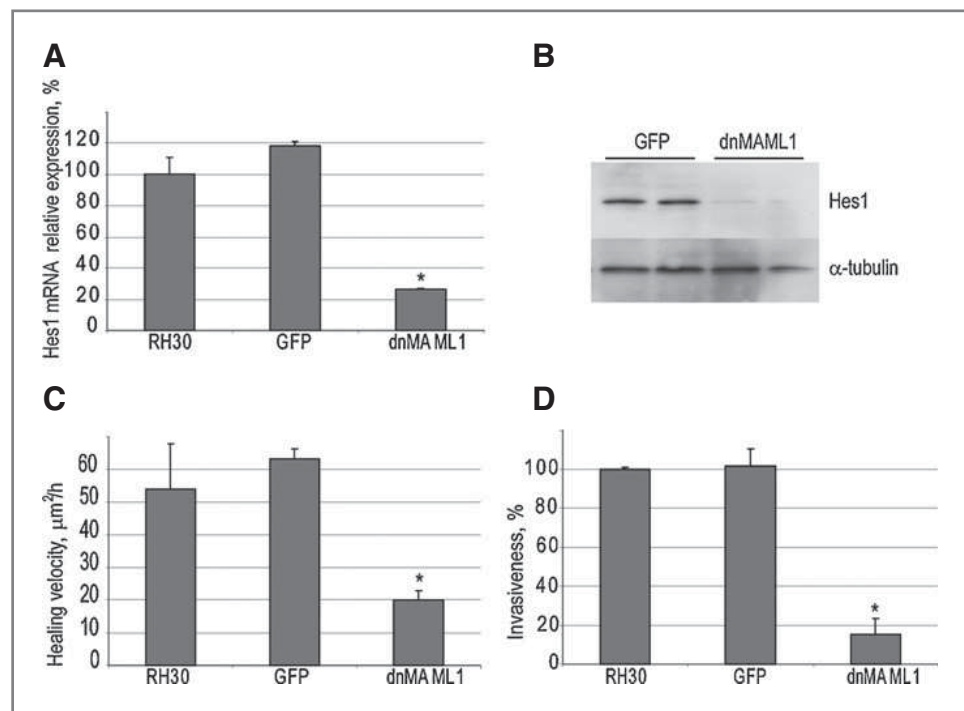 A
Hes1 mRNA relative expression, %
120
100
80
60
40
20
0
*
RH30 GFP dnMA ML1
B
GFP dnMAML1
Hes1
α-tubulin
C
Healing velocity, μm²/h
60
50
40
30
20
10
0
*
RH30 GFP dnMA ML1
D
Invasiveness, %
100
80
60
40
20
0
*
RH30 GFP dnMA ML1